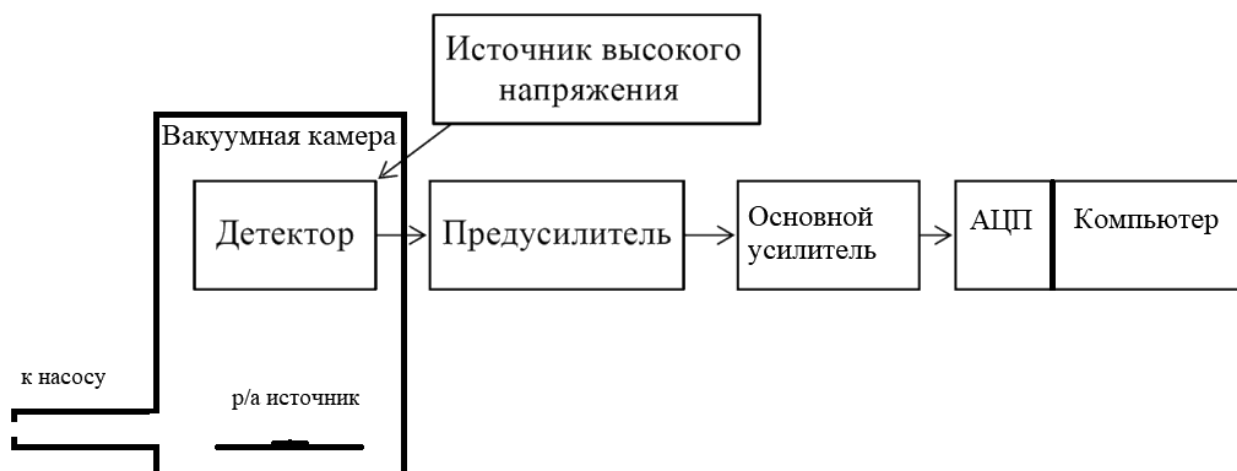 Источник высокого
напряжения
Вакуумная камера
Детектор
Предусилитель
Основной
усилитель
АЦП
Компьютер
к насосу
р/а источник